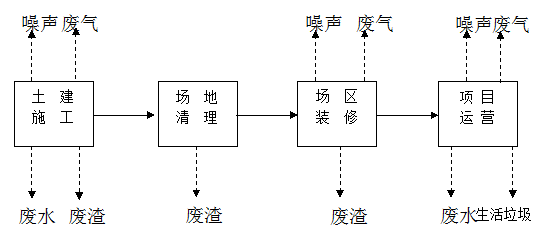 噪声 废气
噪声 废气
噪声 废气
土 建
施 工
场 地
清 理
场 区
装 修
项目
运营
废水 废渣
废渣
废渣
废水 生活垃圾